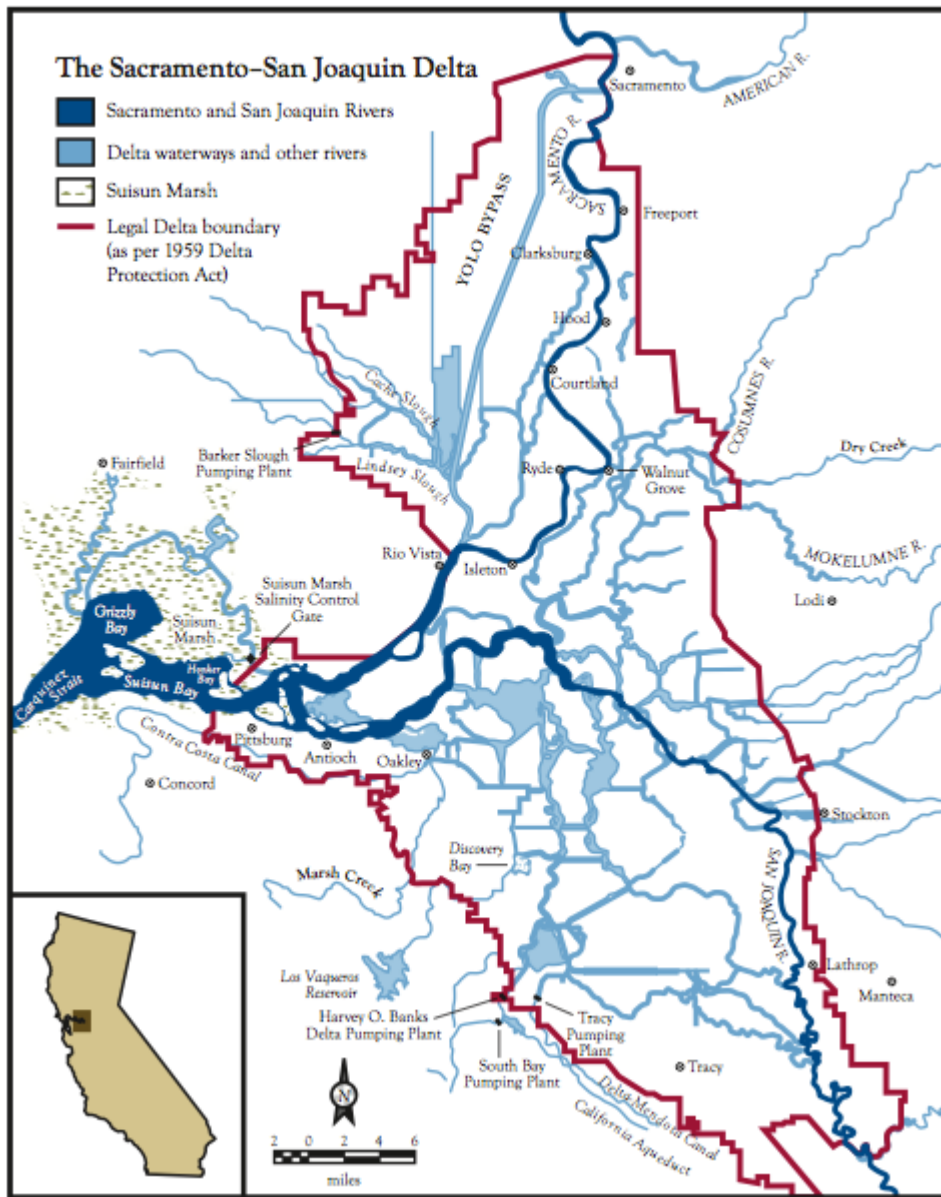 The Sacramento–San Joaquin Delta
Sacramento and San Joaquin Rivers
Delta waterways and other rivers
Suisun Marsh
Legal Delta boundary
(as per 1959 Delta
Protection Act)
Sacramento
AMERICAN R.
SACRAMENTO R.
YOLO BYPASS
Freeport
Clarksburg
Hood
Courtland
COSUMNES R.
Cache Slough
Barker Slough
Pumping Plant
Lindsey Slough
Dry Creek
Fairfield
Ryde
Walnut
Grove
MOKELUMNE R.
Rio Vista
Isleton
Lodi
Suisun Marsh
Salinity Control
Gate
Grizzly
Bay
Suisun
Marsh
Honker
Bay
Suisun Bay
Carquinez
Strait
Pittsburg
Antioch
Oakley
Contra Costa Canal
Concord
Stockton
Discovery
Bay
Marsh Creek
SAN JOAQUIN R.
Los Vaqueros
Reservoir
Lathrop
Manteca
Harvey O. Banks
Delta Pumping Plant
Tracy
Pumping
Plant
South Bay
Pumping Plant
Tracy
Delta Mendota Canal
California Aqueduct
N
2 0 2 4 6
miles